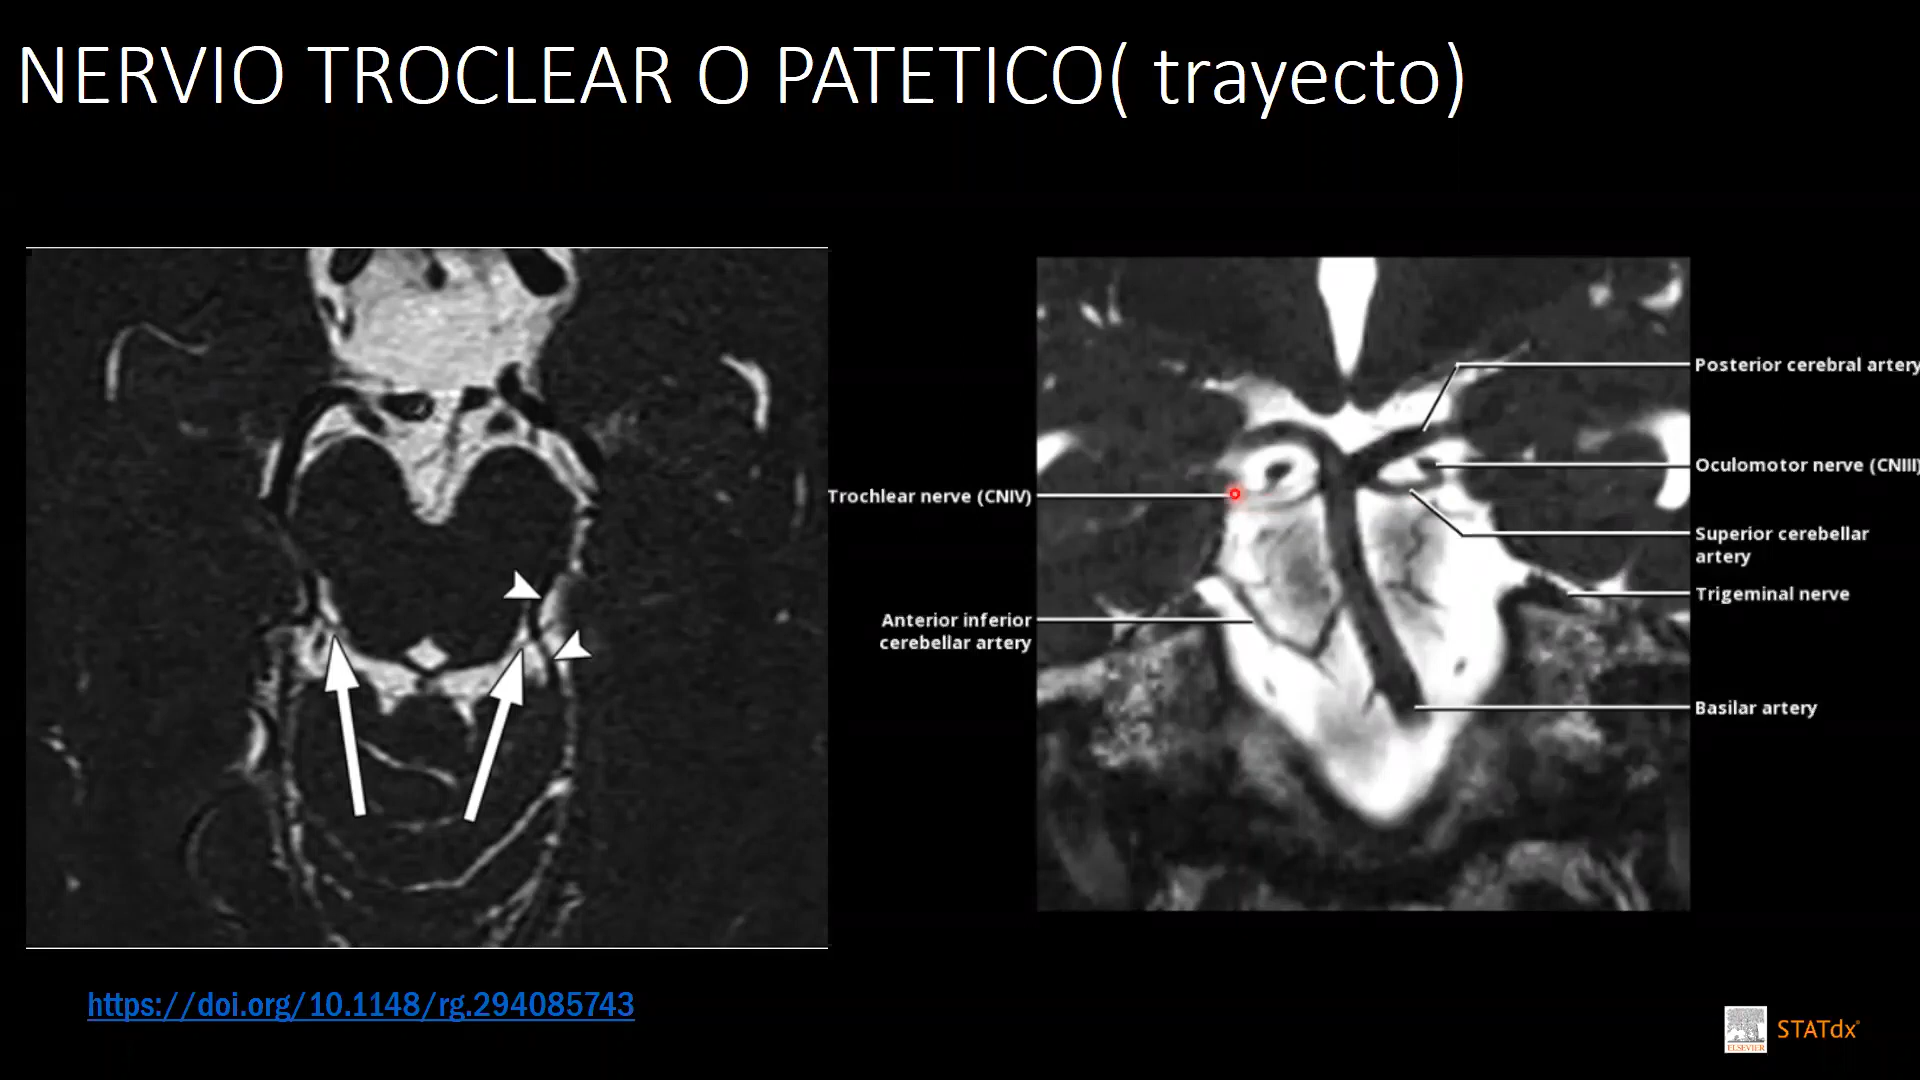 NERVIO TROCLEAR O PATETICO( trayecto)
Posterior cerebral artery
Oculomotor nerve (CNIII)
Trochlear nerve (CNIV)
Superior cerebellar
artery
Trigeminal nerve
Anterior inferior
cerebellar artery
Basilar artery
https://doi.org/10.1148/rg.294085743
ELSEVIER
STATdx